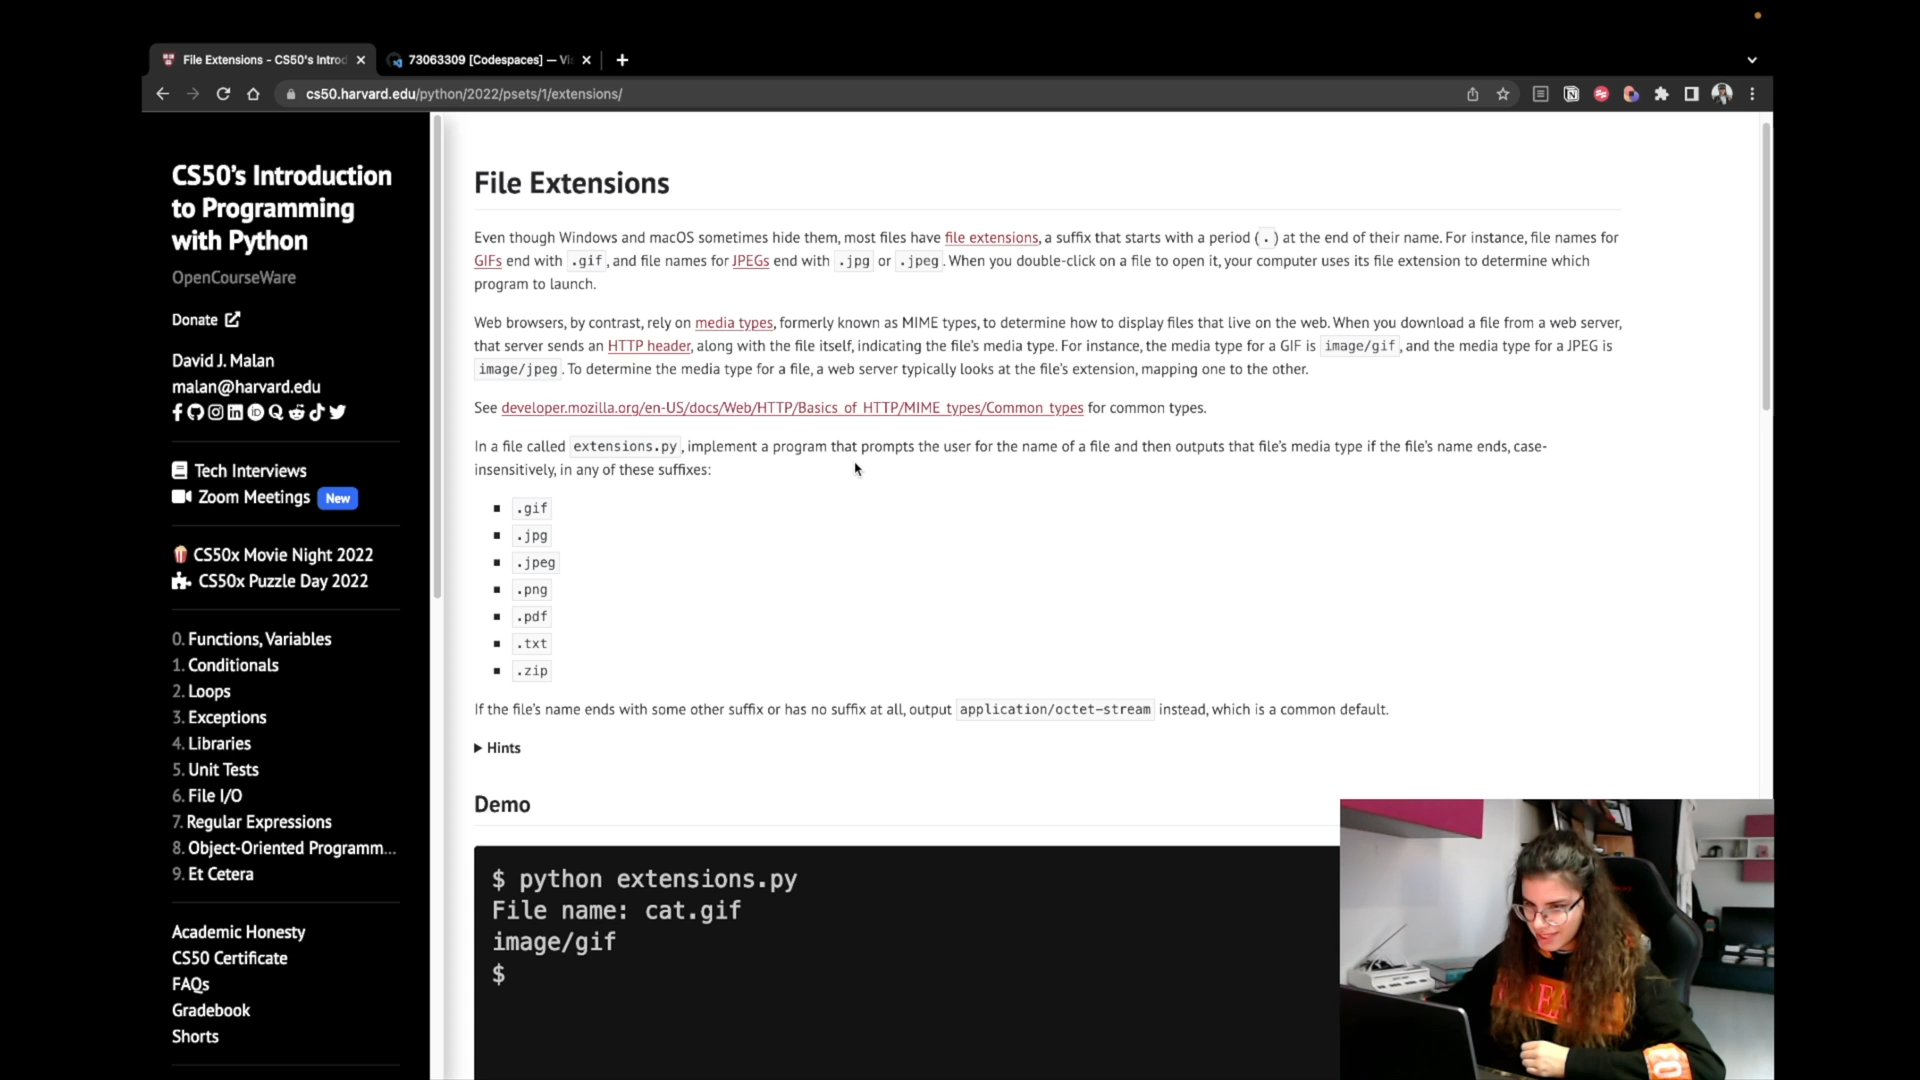 File Extensions - CS50's Introd
73063309 [Codespaces] — Vi
cs50.harvard.edu/python/2022/psets/1/extensions/
CS50's Introduction
to Programming
with Python
OpenCourseWare
Donate
David J. Malan
malan@harvard.edu
Tech Interviews
Zoom Meetings New
CS50x Movie Night 2022
CS50x Puzzle Day 2022
0. Functions, Variables
1. Conditionals
2. Loops
3. Exceptions
4. Libraries
5. Unit Tests
6. File I/O
7. Regular Expressions
8. Object-Oriented Programm...
9. Et Cetera
Academic Honesty
CS50 Certificate
FAQs
Gradebook
Shorts
File Extensions
Even though Windows and macOS sometimes hide them, most files have file extensions, a suffix that starts with a period (.) at the end of their name. For instance, file names for
GIFs end with .gif, and file names for JPEGs end with .jpg or .jpeg. When you double-click on a file to open it, your computer uses its file extension to determine which
program to launch.
Web browsers, by contrast, rely on media types, formerly known as MIME types, to determine how to display files that live on the web. When you download a file from a web server,
that server sends an HTTP header, along with the file itself, indicating the file's media type. For instance, the media type for a GIF is image/gif, and the media type for a JPEG is
image/jpeg. To determine the media type for a file, a web server typically looks at the file's extension, mapping one to the other.
See developer.mozilla.org/en-US/docs/Web/HTTP/Basics_of_HTTP/MIME_types/Common_types for common types.
In a file called extensions.py, implement a program that prompts the user for the name of a file and then outputs that file's media type if the file's name ends, case-
insensitively, in any of these suffixes:
.gif
.jpg
.jpeg
.png
.pdf
.txt
.zip
If the file's name ends with some other suffix or has no suffix at all, output application/octet-stream instead, which is a common default.
Hints
Demo
$ python extensions.py
File name: cat.gif
image/gif
$